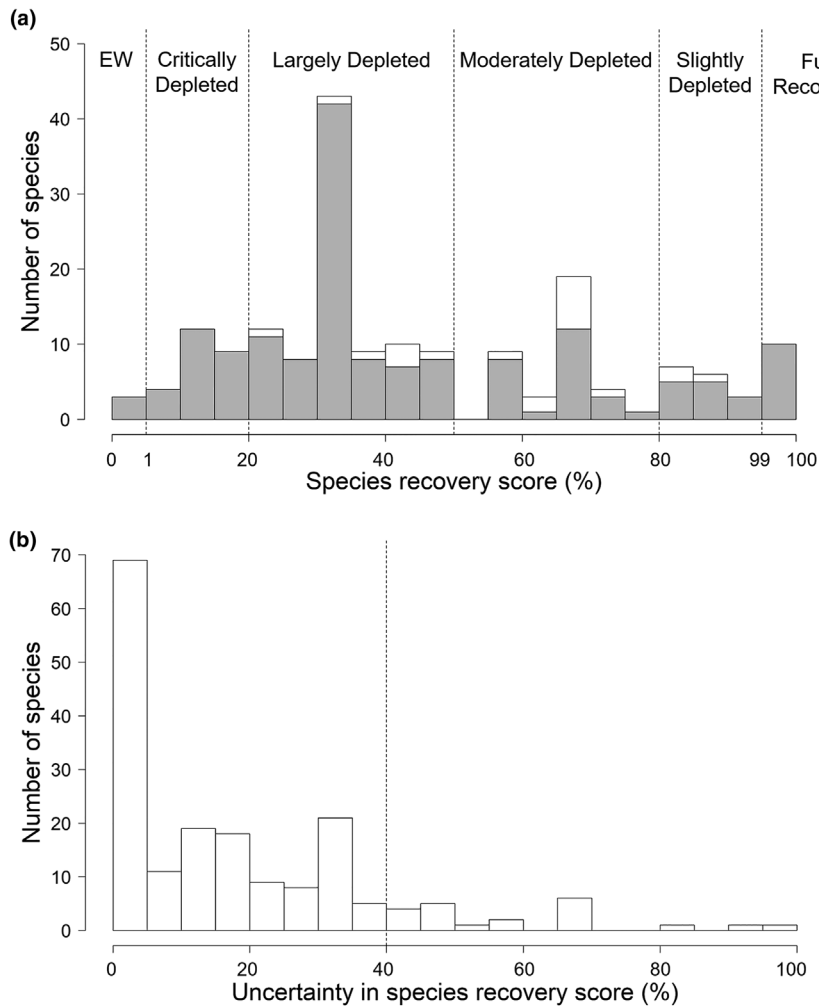 (a)
EW
Critically
Depleted
Largely Depleted
Moderately Depleted
Slightly
Depleted
Fu
Reco
Number of species
50
40
30
20
10
0
0 1 20 40 60 80 99 100
Species recovery score (%)
(b)
Number of species
70
60
50
40
30
20
10
0
0 20 40 60 80 100
Uncertainty in species recovery score (%)